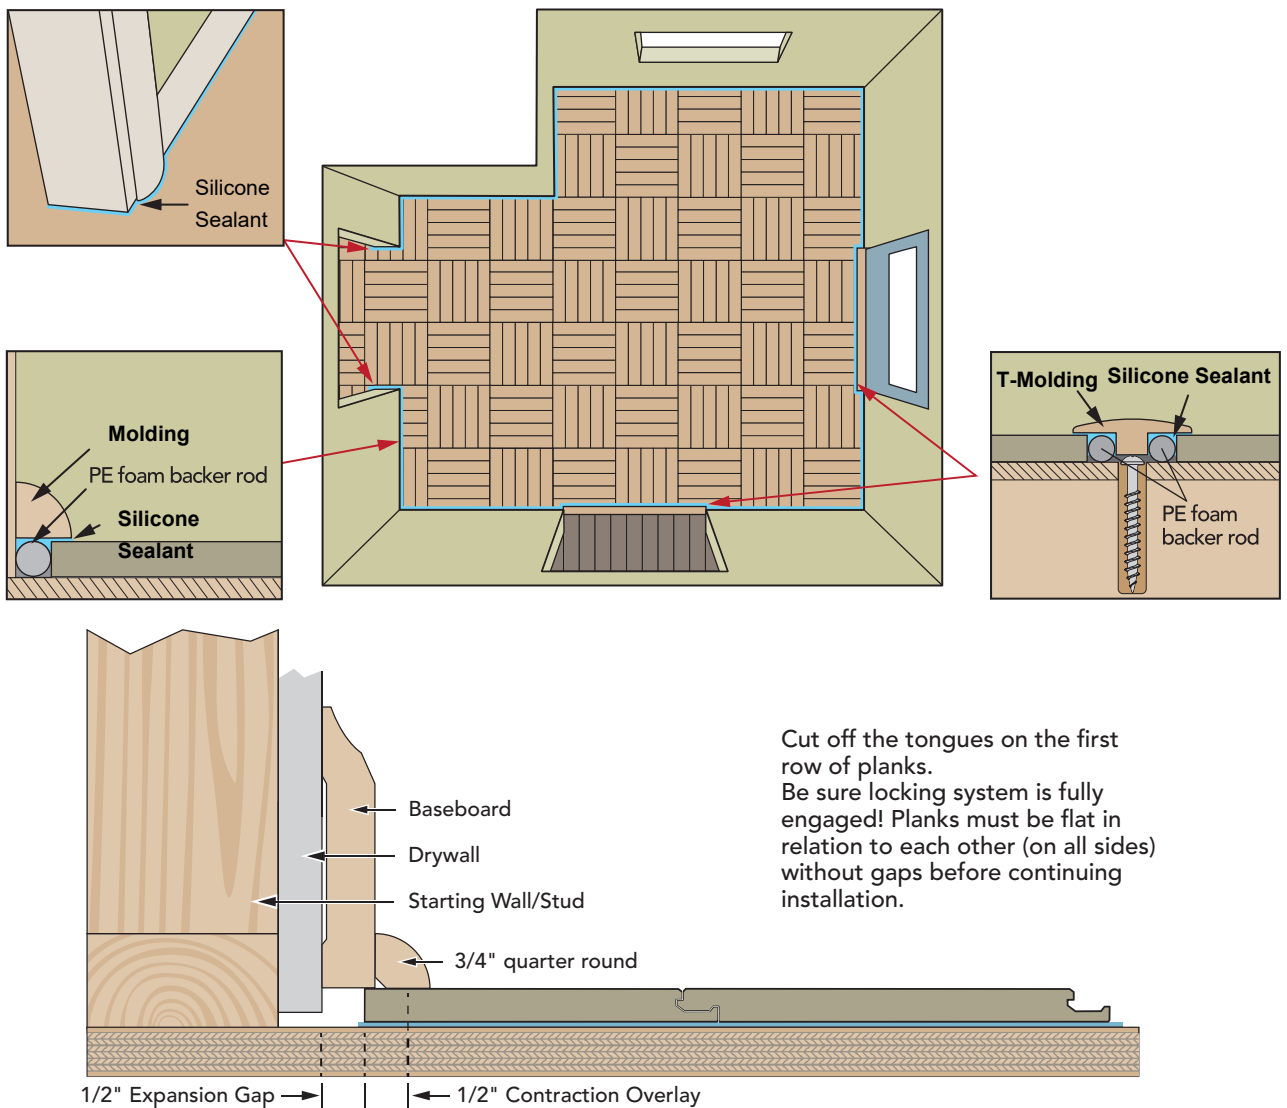 Silicone
Sealant
Molding
PE foam backer rod
Silicone
Sealant
T-Molding Silicone Sealant
PE foam
backer rod
Baseboard
Drywall
Starting Wall/Stud
3/4" quarter round
1/2" Expansion Gap
1/2" Contraction Overlay
Cut off the tongues on the first
row of planks.
Be sure locking system is fully
engaged! Planks must be flat in
relation to each other (on all sides)
without gaps before continuing
installation.